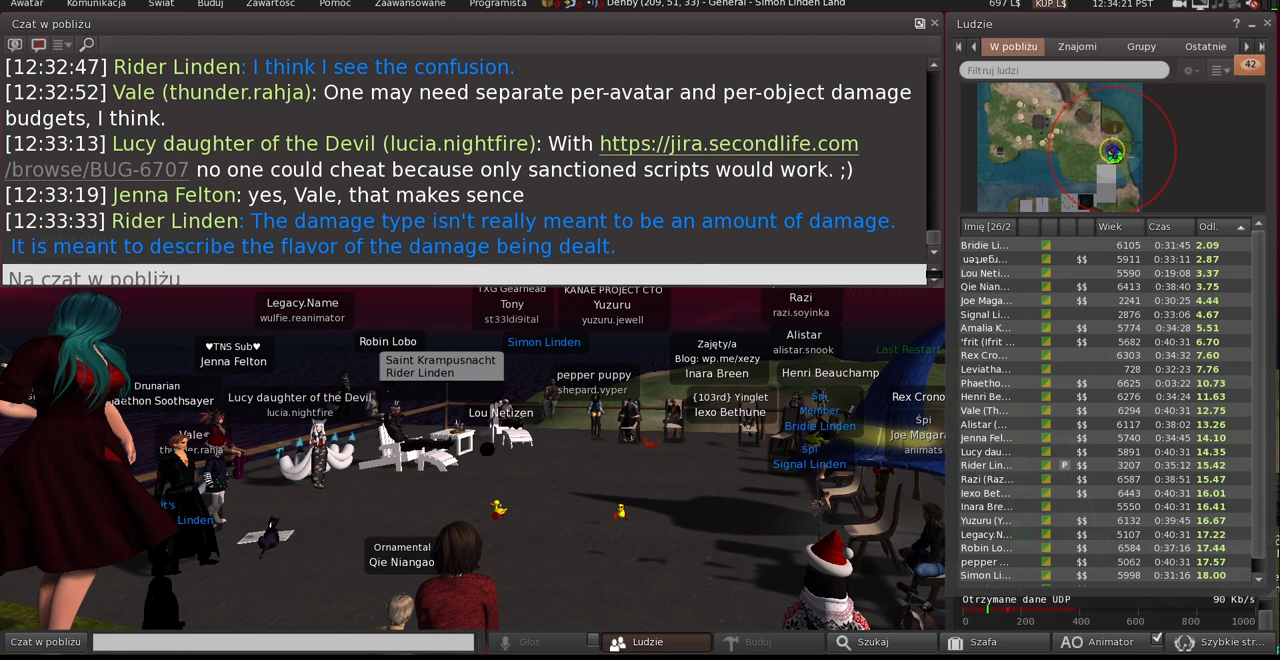 Awatar Komunikacja Świat Buduj Zawartość Pomoc Zaawansowane Programista Denby (209, 51, 33) - General - Simon Linden Land 697 L$ KUP L$ 12:34:21 PST
Czat w pobliżu
[12:32:47] Rider Linden: I think I see the confusion.
[12:32:52] Vale (thunder.rahja): One may need separate per-avatar and per-object damage
budgets, I think.
[12:33:13] Lucy daughter of the Devil (lucia.nightfire): With https://jira.secondlife.com
/browse/BUG-6707 no one could cheat because only sanctioned scripts would work. ;)
[12:33:19] Jenna Felton: yes, Vale, that makes sence
[12:33:33] Rider Linden: The damage type isn't really meant to be an amount of damage.
It is meant to describe the flavor of the damage being dealt.
Na czat w pobliżu
Legacy.Name
wulfie.reanimator
TXG Gearhead
Tony
st33ldi9ital
KANAE PROJECT CTO
Yuzuru
yuzuru.jewell
Razi
razi.soyinka
♥TNS Sub♥
Jenna Felton
Robin Lobo
Simon Linden
Saint Krampusnacht
Rider Linden
Zajęty/a
Blog: wp.me/xezy
Inara Breen
Alistar
alistar.snook
Last Restart:
Drunarian
aethon Soothsayer
pepper puppy
shepard.vyper
Henri Beauchamp
Lucy daughter of the Devil
lucia.nightfire
Lou Netizen
{103rd} Yinglet
Iexo Bethune
Śpi
Member
Bridie Linden
Rex Crono
Śpi
Joe Magar
animats
Vale
thunder.rahja
Śpi
Signal Linden
It's
Linden
Ornamental
Qie Niangao
Ludzie
? _ ×
W pobliżu Znajomi Grupy Ostatnie
Filtruj ludzi 42
Imię [26/2 Wiek Czas Odl.
Bridie Li... 6105 0:31:45 2.09
uǝʇɐƃu... $$ 5911 0:33:11 2.87
Lou Neti... 5590 0:19:08 3.37
Qie Nian... $$ 6413 0:38:40 3.75
Joe Maga... $$ 2241 0:30:25 4.44
Signal Li... 2876 0:33:06 4.67
Amalia K... $$ 5774 0:34:28 5.51
'frit (Ifrit ... $$ 5682 0:40:31 6.70
Rex Cro... 6303 0:34:32 7.60
Leviatha... 728 0:32:23 7.76
Phaetho... $$ 6625 0:03:22 10.73
Henri Be... $$ 6276 0:34:24 11.63
Vale (Th... $$ 6294 0:40:31 12.75
Alistar (... $$ 6117 0:38:02 13.26
Jenna Fel... $$ 5740 0:34:45 14.10
Lucy dau... $$ 5891 0:40:31 14.35
Rider Lin... P $$ 3207 0:35:12 15.42
Razi (Raz... $$ 6587 0:38:51 15.47
Iexo Bet... $$ 6443 0:40:31 16.01
Inara Bre... 5550 0:40:31 16.41
Yuzuru (Y... $$ 6132 0:39:45 16.67
Legacy.N... $$ 5107 0:40:31 17.22
Robin Lo... $$ 6584 0:37:16 17.44
pepper ... $$ 5062 0:40:31 17.57
Simon Li... $$ 5998 0:31:16 18.00
Otrzymane dane UDP 90 Kb/s
0 200 400 600 800 1000
Czat w pobliżu Głos Ludzie Buduj Szukaj Szafa AO Animator Szybkie str...